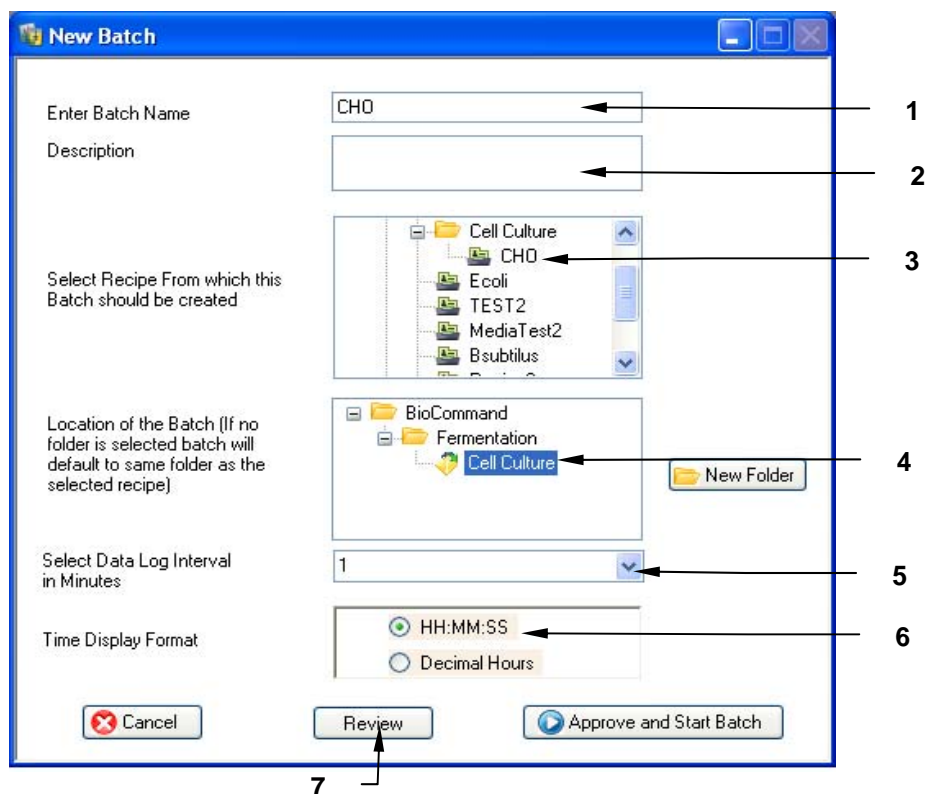 New Batch
Enter Batch Name
CHO
1
Description
2
Cell Culture
CHO
3
Select Recipe From which this
Batch should be created
Ecoli
TEST2
MediaTest2
Bsubtilus
Location of the Batch (If no
folder is selected batch will
default to same folder as the
selected recipe)
BioCommand
Fermentation
Cell Culture
4
New Folder
Select Data Log Interval
in Minutes
1
5
Time Display Format
HH:MM:SS
6
Decimal Hours
Cancel
Review
Approve and Start Batch
7